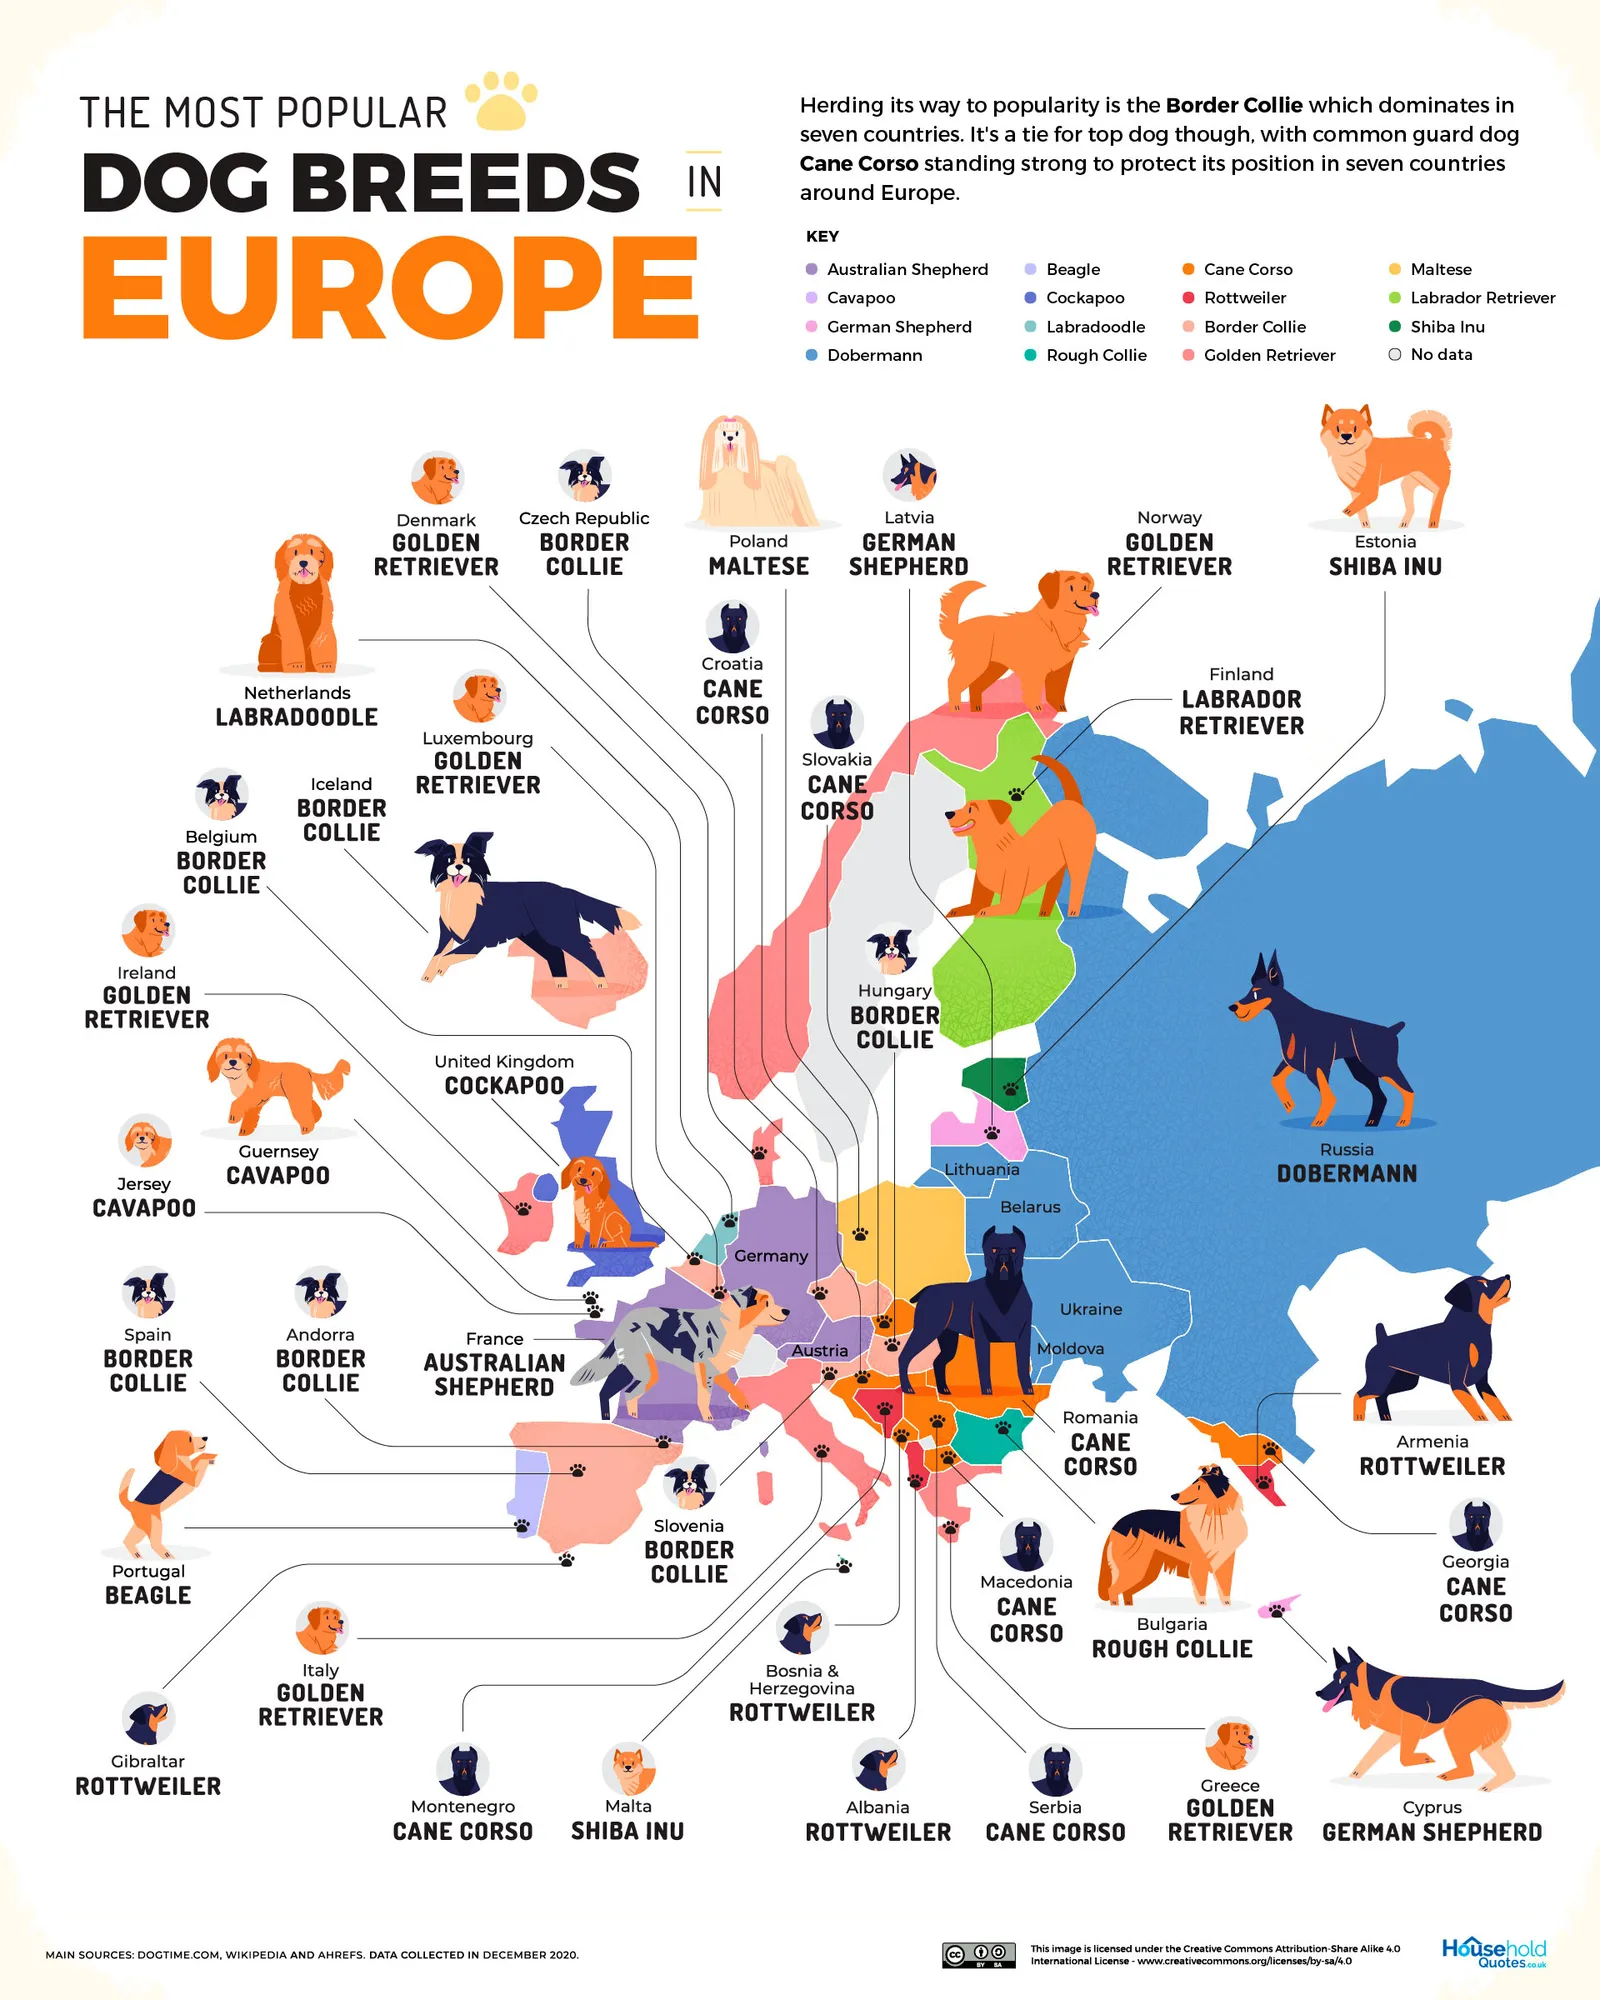 THE MOST POPULAR
DOG BREEDS IN
EUROPE
Herding its way to popularity is the Border Collie which dominates in
seven countries. It's a tie for top dog though, with common guard dog
Cane Corso standing strong to protect its position in seven countries
around Europe.
KEY
Australian Shepherd
Cavapoo
German Shepherd
Dobermann
Beagle
Cockapoo
Labradoodle
Rough Collie
Cane Corso
Rottweiler
Border Collie
Golden Retriever
Maltese
Labrador Retriever
Shiba Inu
No data
Denmark
GOLDEN
RETRIEVER
Czech Republic
BORDER
COLLIE
Poland
MALTESE
Latvia
GERMAN
SHEPHERD
Norway
GOLDEN
RETRIEVER
Estonia
SHIBA INU
Netherlands
LABRADOODLE
Luxembourg
GOLDEN
RETRIEVER
Croatia
CANE
CORSO
Slovakia
CANE
CORSO
Finland
LABRADOR
RETRIEVER
Belgium
BORDER
COLLIE
Iceland
BORDER
COLLIE
Ireland
GOLDEN
RETRIEVER
Hungary
BORDER
COLLIE
United Kingdom
COCKAPOO
Guernsey
CAVAPOO
Jersey
CAVAPOO
Lithuania
Belarus
Russia
DOBERMANN
Germany
Ukraine
Moldova
Austria
Spain
BORDER
COLLIE
Andorra
BORDER
COLLIE
France
AUSTRALIAN
SHEPHERD
Romania
CANE
CORSO
Armenia
ROTTWEILER
Portugal
BEAGLE
Slovenia
BORDER
COLLIE
Macedonia
CANE
CORSO
Bulgaria
ROUGH COLLIE
Georgia
CANE
CORSO
Italy
GOLDEN
RETRIEVER
Bosnia &
Herzegovina
ROTTWEILER
Gibraltar
ROTTWEILER
Montenegro
CANE CORSO
Malta
SHIBA INU
Albania
ROTTWEILER
Serbia
CANE CORSO
Greece
GOLDEN
RETRIEVER
Cyprus
GERMAN SHEPHERD
MAIN SOURCES: DOGTIME.COM, WIKIPEDIA AND AHREFS. DATA COLLECTED IN DECEMBER 2020.
cc BY SA
This image is licensed under the Creative Commons Attribution-Share Alike 4.0
International License - www.creativecommons.org/licenses/by-sa/4.0
Household
Quotes.co.uk